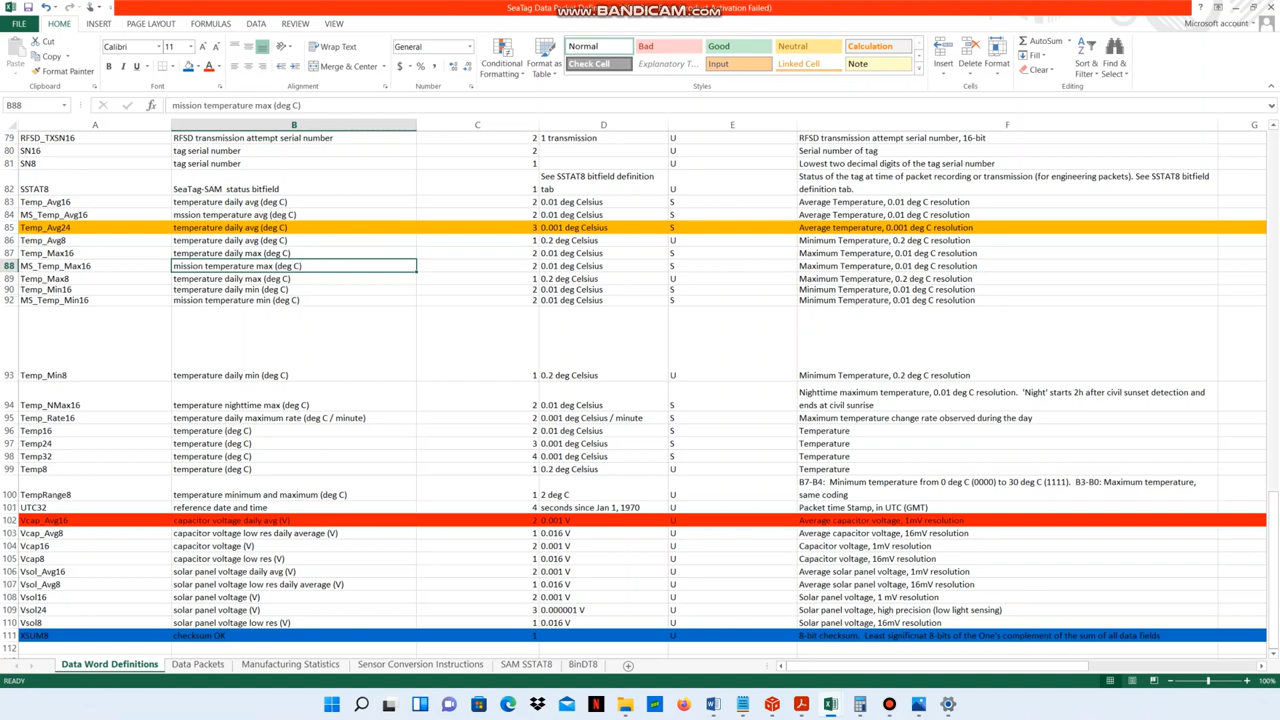 SeaTag Data Packet
Activation Failed)
www.BANDICAM.com
FILE HOME INSERT PAGE LAYOUT FORMULAS DATA REVIEW VIEW Microsoft account
Cut
Copy
Format Painter
Paste
Clipboard
Calibri 11
B I U
Font
Wrap Text
Merge & Center
Alignment
General
$ % ,
Number
Conditional Formatting
Format as Table
Normal Bad Good Neutral Calculation
Check Cell Explanatory T... Input Linked Cell Note
Styles
Insert Delete Format
Cells
AutoSum
Clear
Sort & Filter
Find & Select
Editing
B88 mission temperature max (deg C)
A B C D E F G
79 RFSD_TXSN16 RFSD transmission attempt serial number 2 1 transmission U RFSD transmission attempt serial number, 16-bit
80 SN16 tag serial number 2 U Serial number of tag
81 SN8 tag serial number 1 U Lowest two decimal digits of the tag serial number
See SSTAT8 bitfield definition Status of the tag at time of packet recording or transmission (for engineering packets). See SSTAT8 bitfield
82 SSTAT8 SeaTag-SAM status bitfield 1 tab U definition tab.
83 Temp_Avg16 temperature daily avg (deg C) 2 0.01 deg Celsius S Average Temperature, 0.01 deg C resolution
84 MS_Temp_Avg16 mssion temperature avg (deg C) 2 0.01 deg Celsius S Average Temperature, 0.01 deg C resolution
85 Temp_Avg24 temperature daily avg (deg C) 3 0.001 deg Celsius S Average temperature, 0.001 deg C resolution
86 Temp_Avg8 temperature daily avg (deg C) 1 0.2 deg Celsius U Minimum Temperature, 0.2 deg C resolution
87 Temp_Max16 temperature daily max (deg C) 2 0.01 deg Celsius S Maximum Temperature, 0.01 deg C resolution
88 MS_Temp_Max16 mission temperature max (deg C) 2 0.01 deg Celsius S Maximum Temperature, 0.01 deg C resolution
89 Temp_Max8 temperature daily max (deg C) 1 0.2 deg Celsius U Maximum Temperature, 0.2 deg C resolution
90 Temp_Min16 temperature daily min (deg C) 2 0.01 deg Celsius S Minimum Temperature, 0.01 deg C resolution
92 MS_Temp_Min16 mission temperature min (deg C) 2 0.01 deg Celsius S Minimum Temperature, 0.01 deg C resolution
93 Temp_Min8 temperature daily min (deg C) 1 0.2 deg Celsius U Minimum Temperature, 0.2 deg C resolution
Nighttime maximum temperature, 0.01 deg C resolution. 'Night' starts 2h after civil sunset detection and
94 Temp_NMax16 temperature nighttime max (deg C) 2 0.01 deg Celsius S ends at civil sunrise
95 Temp_Rate16 temperature daily maximum rate (deg C / minute) 2 0.001 deg Celsius / minute S Maximum temperature change rate observed during the day
96 Temp16 temperature (deg C) 2 0.01 deg Celsius S Temperature
97 Temp24 temperature (deg C) 3 0.001 deg Celsius S Temperature
98 Temp32 temperature (deg C) 4 0.001 deg Celsius S Temperature
99 Temp8 temperature (deg C) 1 0.2 deg Celsius U Temperature
B7-B4: Minimum temperature from 0 deg C (0000) to 30 deg C (1111). B3-B0: Maximum temperature,
100 TempRange8 temperature minimum and maximum (deg C) 1 2 deg C U same coding
101 UTC32 reference date and time 4 seconds since Jan 1, 1970 U Packet time Stamp, in UTC (GMT)
102 Vcap_Avg16 capacitor voltage daily avg (V) 2 0.001 V U Average capacitor voltage, 1mV resolution
103 Vcap_Avg8 capacitor voltage low res daily average (V) 1 0.016 V U Average capacitor voltage, 16mV resolution
104 Vcap16 capacitor voltage (V) 2 0.001 V U Capacitor voltage, 1mV resolution
105 Vcap8 capacitor voltage low res (V) 1 0.016 V U Capacitor voltage, 16mV resolution
106 Vsol_Avg16 solar panel voltage daily avg (V) 2 0.001 V U Average solar panel voltage, 1mV resolution
107 Vsol_Avg8 solar panel voltage low res daily average (V) 1 0.016 V U Average solar panel voltage, 16mV resolution
108 Vsol16 solar panel voltage (V) 2 0.001 V U Solar panel voltage, 1 mV resolution
109 Vsol24 solar panel voltage (V) 3 0.000001 V U Solar panel voltage, high precision (low light sensing)
110 Vsol8 solar panel voltage low res (V) 1 0.016 V U Solar panel voltage, 16mV resolution
111 XSUM8 checksum OK 1 U 8-bit checksum. Least significnat 8-bits of the One's complement of the sum of all data fields
112
Data Word Definitions Data Packets Manufacturing Statistics Sensor Conversion Instructions SAM SSTAT8 BinDT8
READY 100%